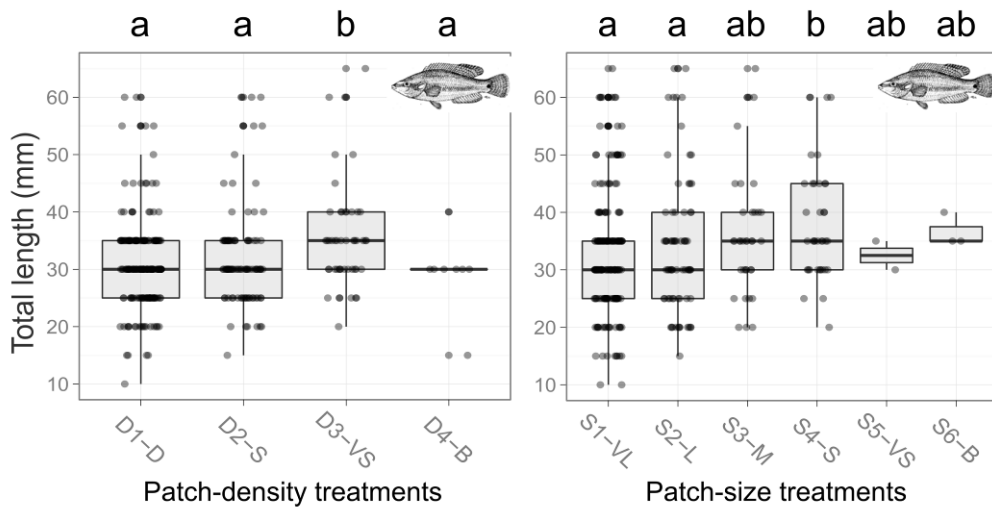 a a b a
a a ab b ab ab
Total length (mm)
60
50
40
30
20
10
60
50
40
30
20
10
D1-D
D2-S
D3-VS
D4-B
S1-VL
S2-L
S3-M
S4-S
S5-VS
S6-B
Patch-density treatments
Patch-size treatments